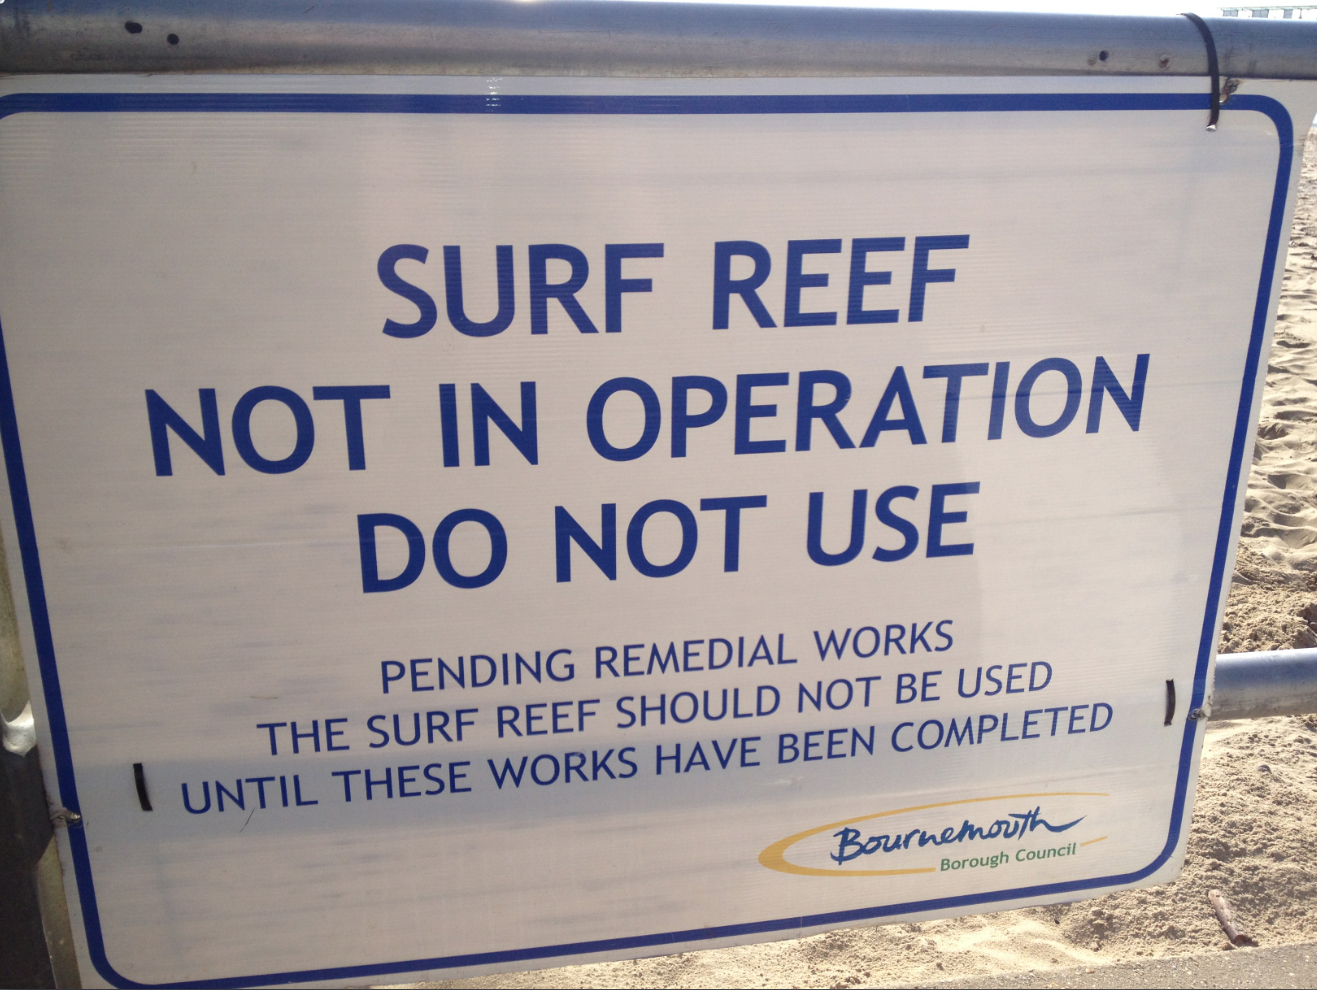 SURF REEF
NOT IN OPERATION
DO NOT USE
PENDING REMEDIAL WORKS
THE SURF REEF SHOULD NOT BE USED
UNTIL THESE WORKS HAVE BEEN COMPLETED
Bournemouth
Borough Council